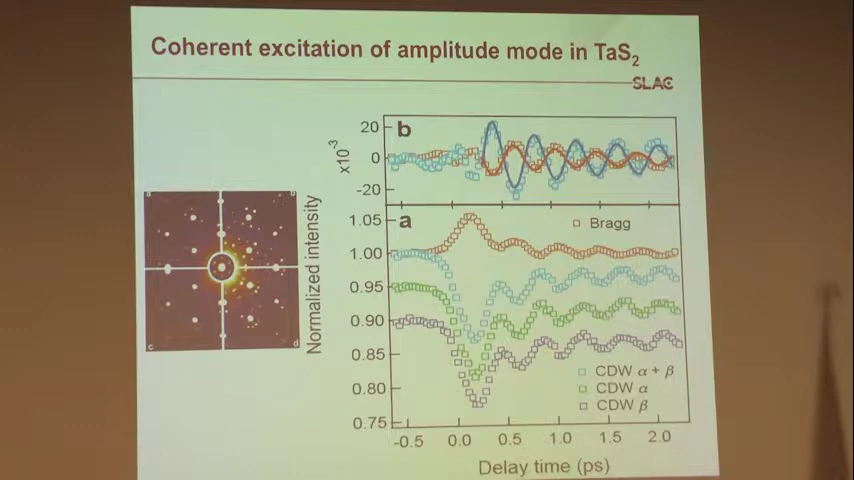 Coherent excitation of amplitude mode in TaS2
SLAC
b
20
0
-20
x10-3
a
1.05
1.00
0.95
0.90
0.85
0.80
0.75
Normalized intensity
Bragg
CDW α + β
CDW α
CDW β
-0.5 0.0 0.5 1.0 1.5 2.0
Delay time (ps)
a
c
d